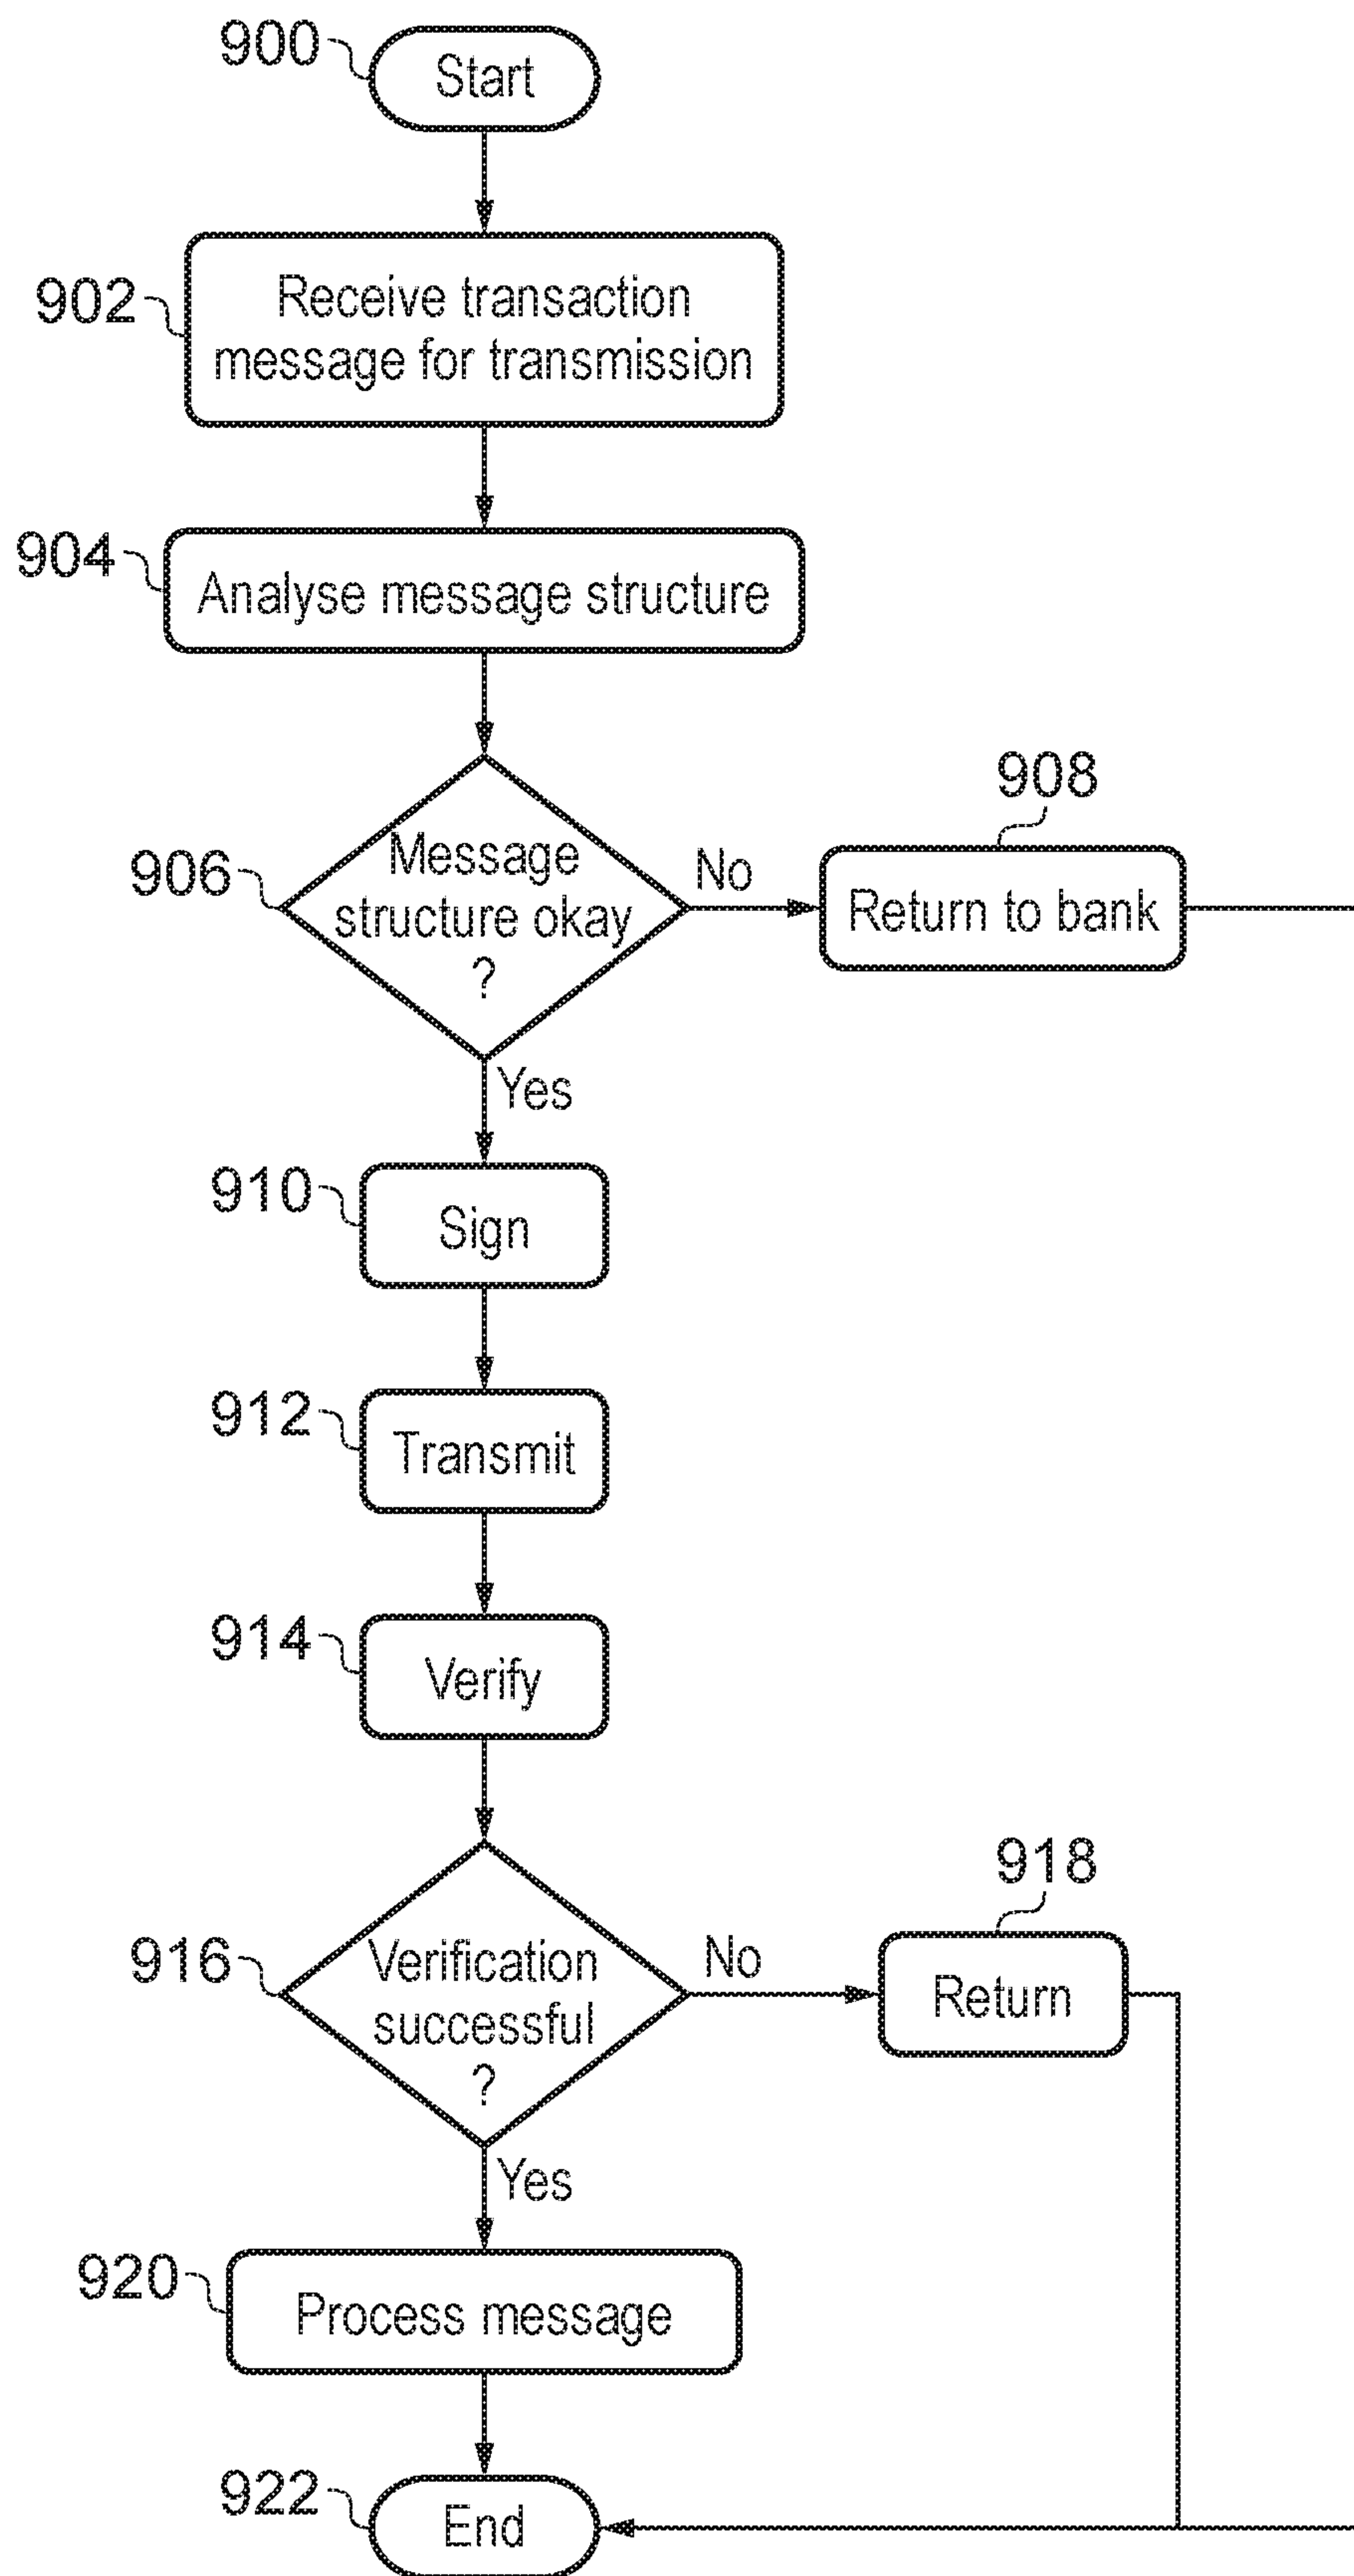 900
Start
902
Receive transaction
message for transmission
904
Analyse message structure
906
Message
structure okay
?
No
908
Return to bank
Yes
910
Sign
912
Transmit
914
Verify
916
Verification
successful
?
No
918
Return
Yes
920
Process message
922
End